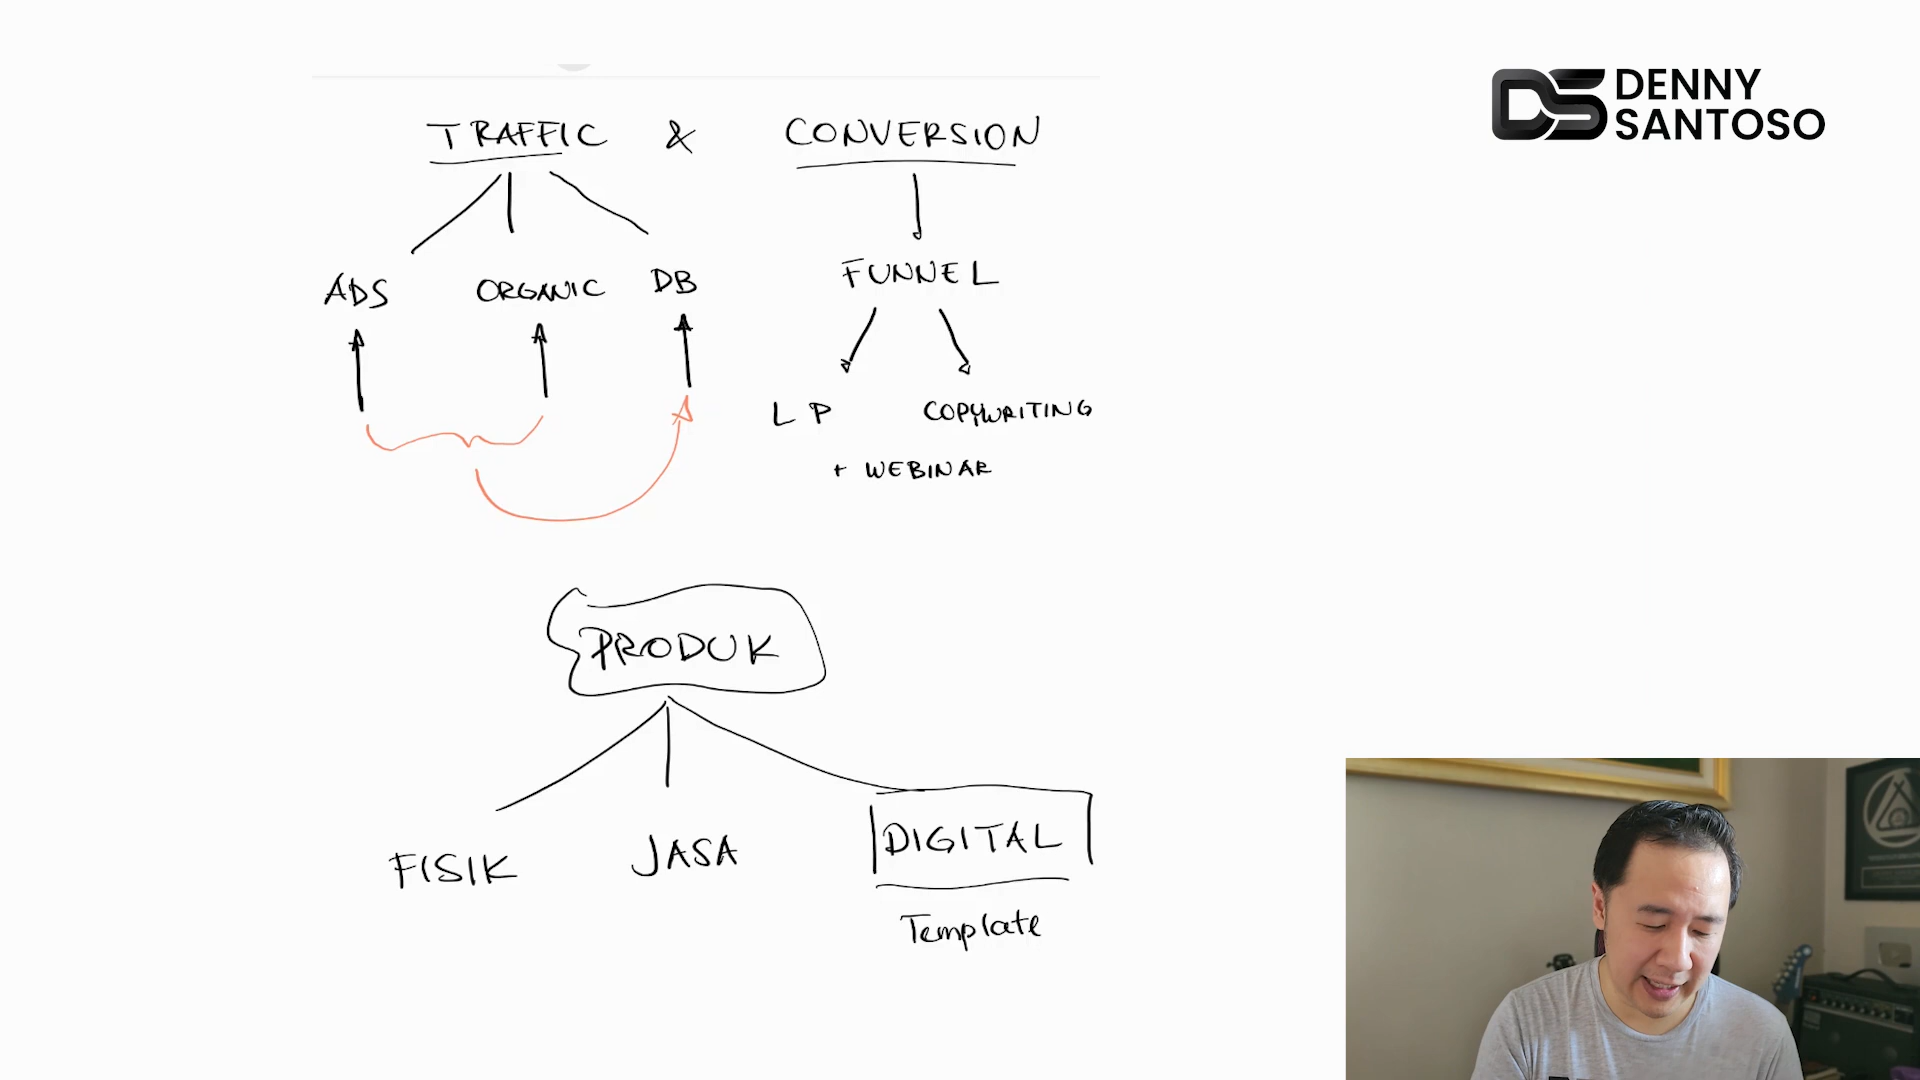 DENNY
SANTOSO
TRAFFIC & CONVERSION
ADS ORGANIC DB
FUNNEL
LP COPYWRITING
+ WEBINAR
PRODUK
FISIK JASA DIGITAL
Template